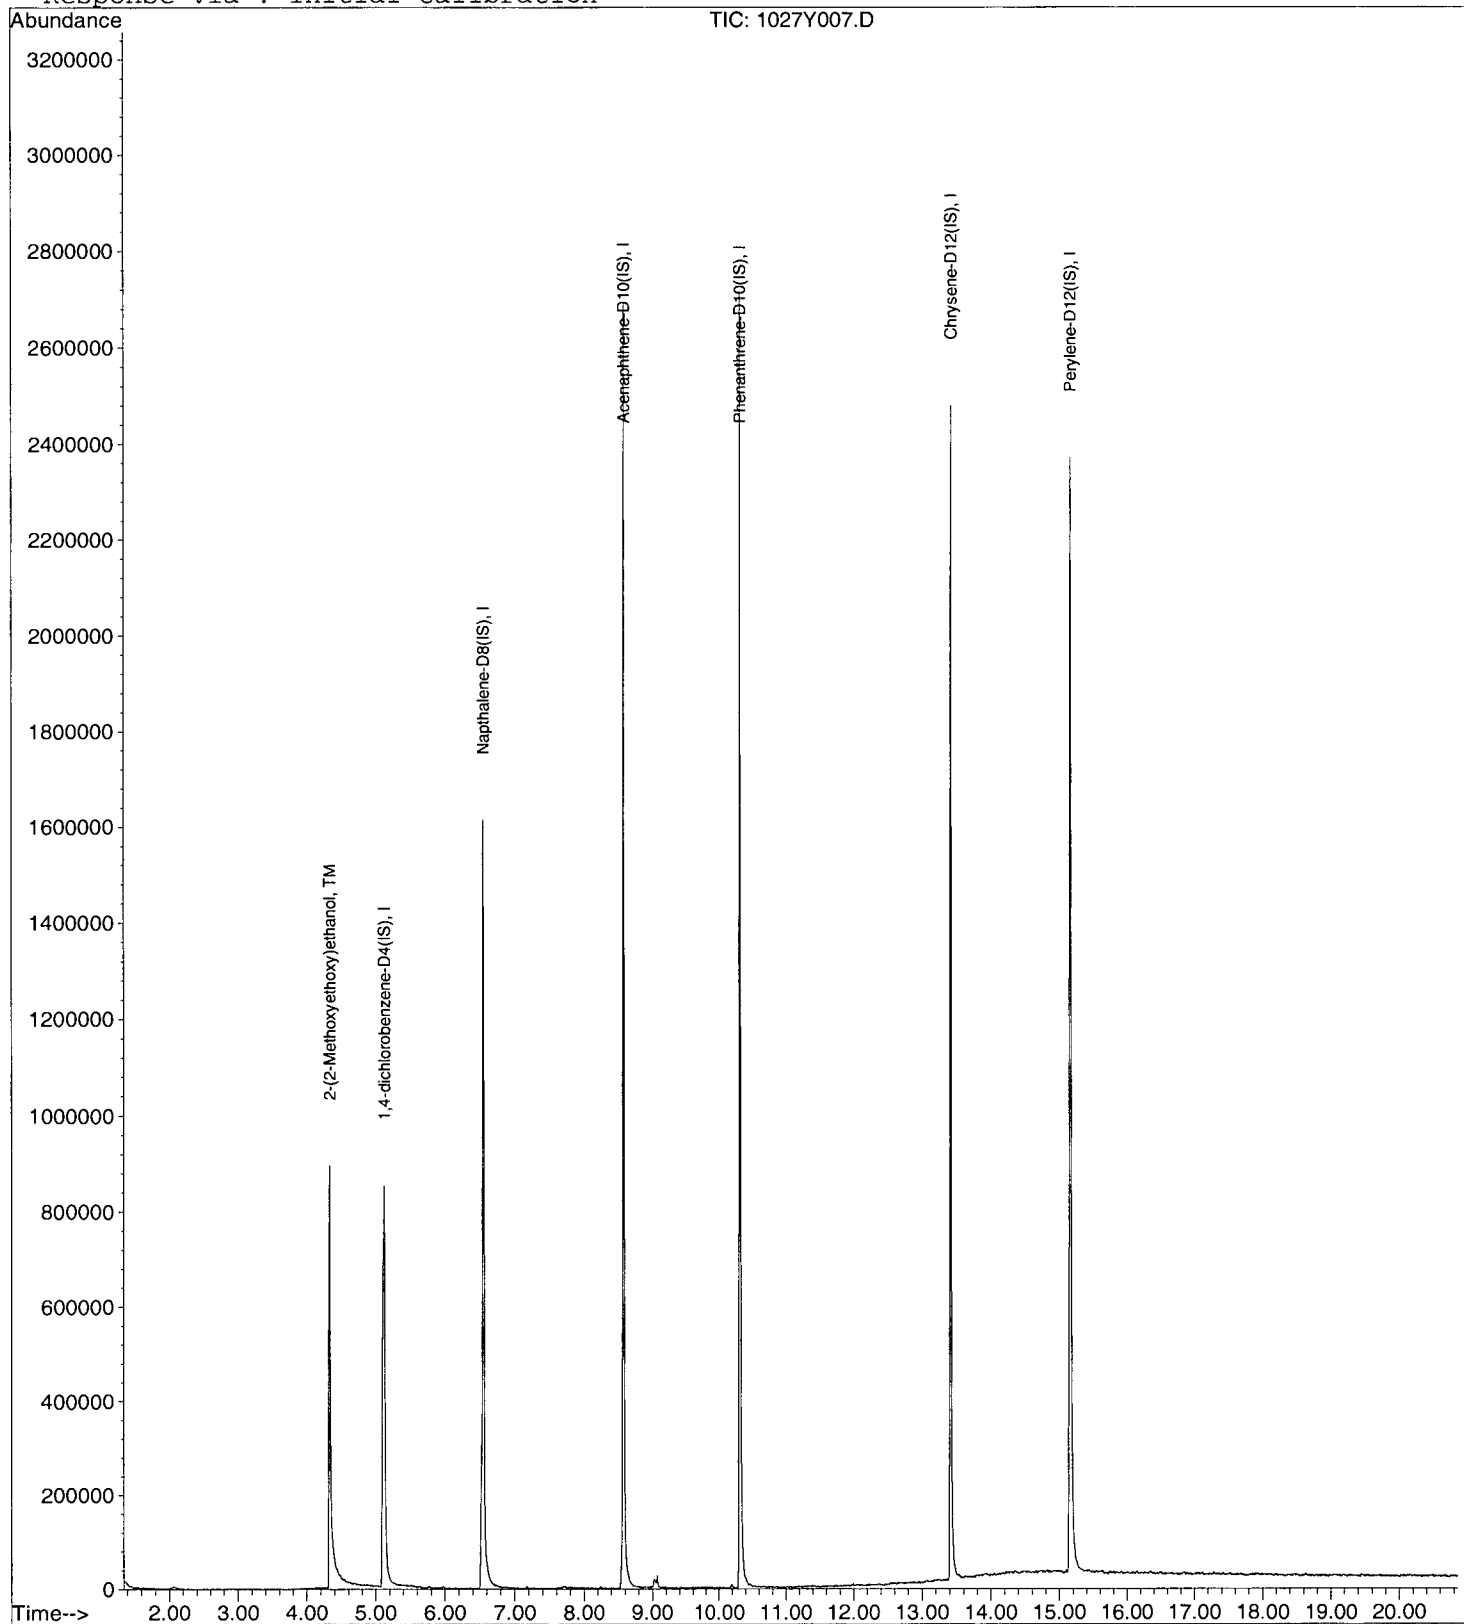 Response via : Initial Calibration
Abundance
TIC: 1027Y007.D
3200000
3000000
2800000
2600000
2400000
2200000
2000000
1800000
1600000
1400000
1200000
1000000
800000
600000
400000
200000
0
2-(2-Methoxyethoxy)ethanol, TM
1,4-dichlorobenzene-D4(IS), I
Napthalene-D8(IS), I
Acenaphthene-D10(IS), I
Phenanthrene-D10(IS), I
Chrysene-D12(IS), I
Perylene-D12(IS), I
Time--> 2.00 3.00 4.00 5.00 6.00 7.00 8.00 9.00 10.00 11.00 12.00 13.00 14.00 15.00 16.00 17.00 18.00 19.00 20.00